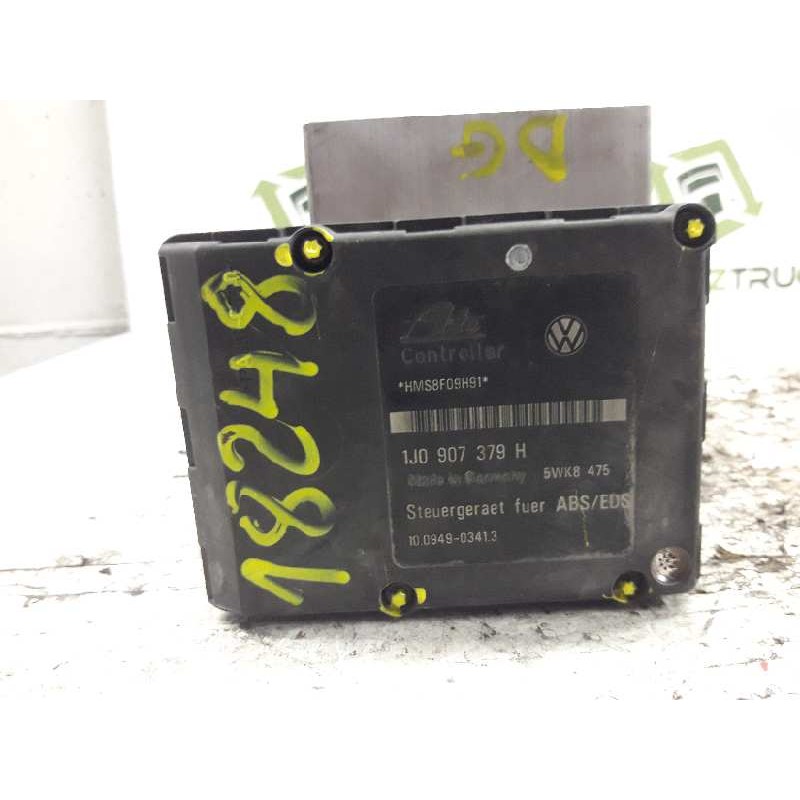 DG
Ate
Controller
*HMS8F09H91*
1J0 907 379 H
Made in Germany 5WK8 475
Steuergeraet fuer ABS/EDS
10.0949-0341.3
18248